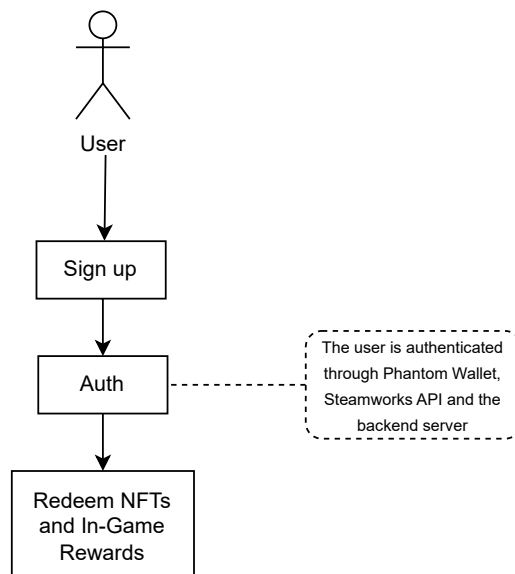 User
Sign up
Auth
The user is authenticated
through Phantom Wallet,
Steamworks API and the
backend server
Redeem NFTs
and In-Game
Rewards